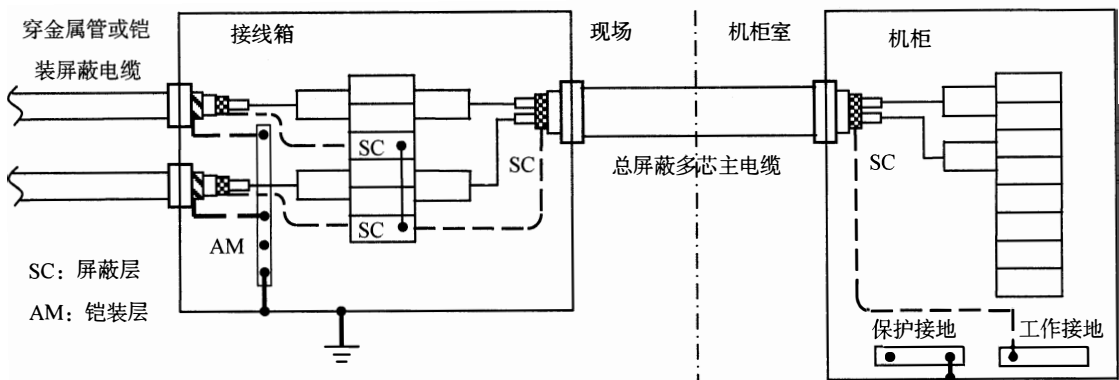 穿金属管或铠
装屏蔽电缆
接线箱
现场
机柜室
机柜
SC
SC
SC
总屏蔽多芯主电缆
SC
AM
SC：屏蔽层
AM：铠装层
保护接地
工作接地